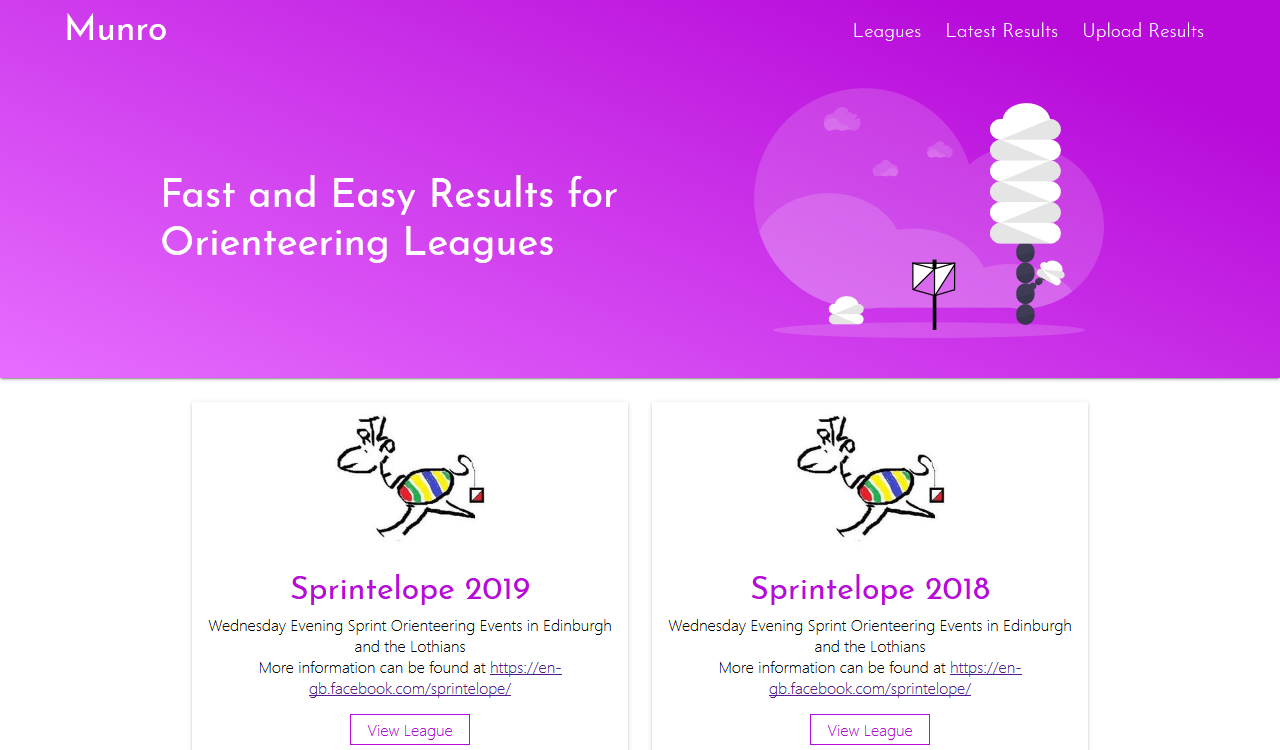 Munro
Leagues Latest Results Upload Results
Fast and Easy Results for
Orienteering Leagues
Sprintelope 2019
Wednesday Evening Sprint Orienteering Events in Edinburgh
and the Lothians
More information can be found at https://en-
gb.facebook.com/sprintelope/
View League
Sprintelope 2018
Wednesday Evening Sprint Orienteering Events in Edinburgh
and the Lothians
More information can be found at https://en-
gb.facebook.com/sprintelope/
View League